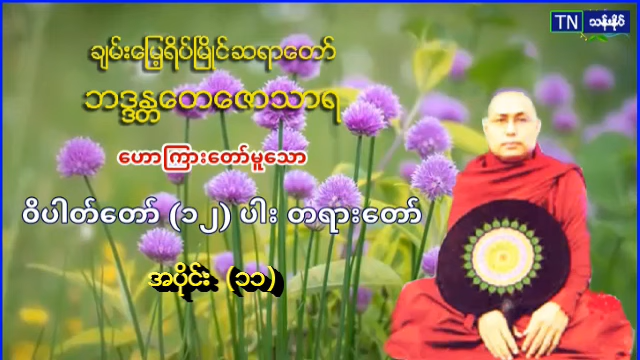 TN သန်းနိုင်
ချမ်းမြေ့ရိပ်မြိုင်ဆရာတော်
ဘဒ္ဒန္တတေဇောသာရ
ဟောကြားတော်မူသော
ဝိပါတ်တော် (၁၂) ပါး တရားတော်
အပိုင်း (၁၁)